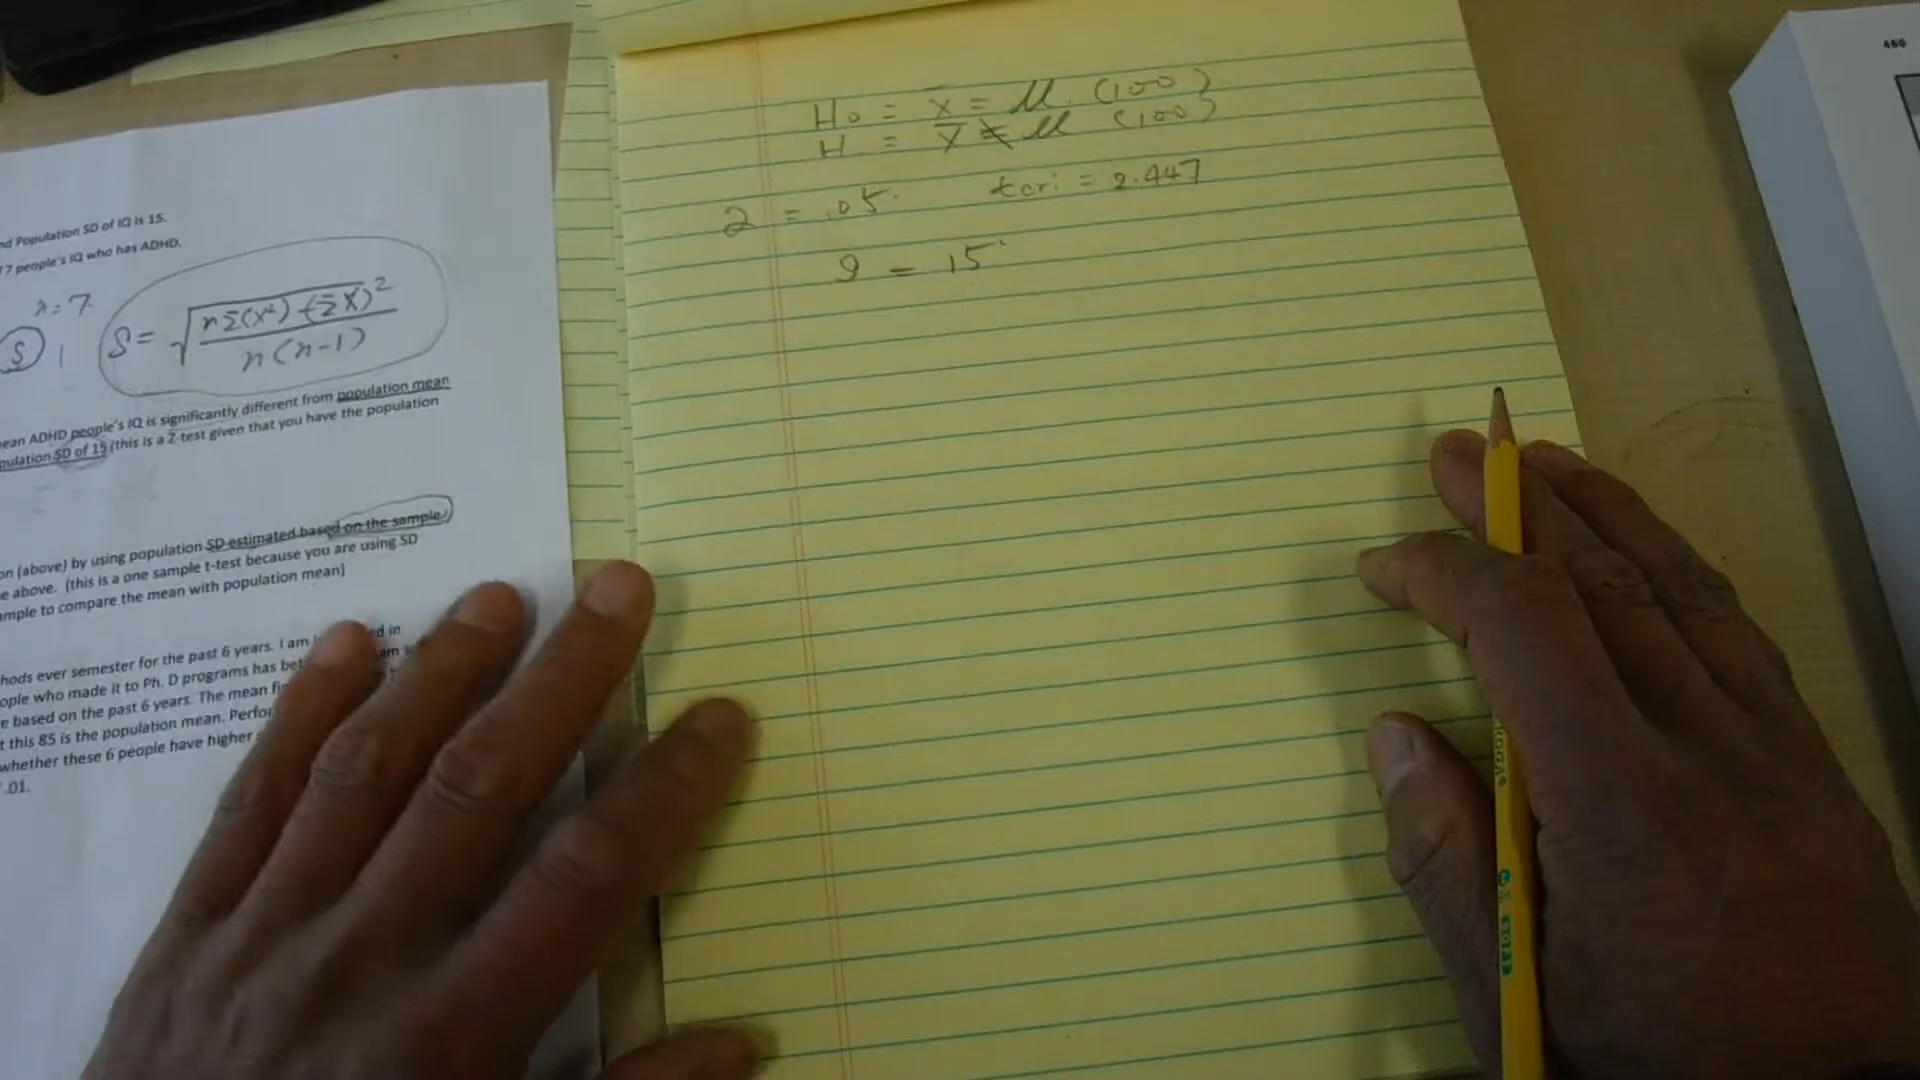 nd Population SD of IQ is 15.
7 people's IQ who has ADHD.
n = 7.
S S = √ n Σ(X²) - (ΣX)² / n(n-1)
ean ADHD people's IQ is significantly different from population mean
pulation SD of 15 (this is a Z-test given that you have the population
on (above) by using population SD estimated based on the sample
e above. (this is a one sample t-test because you are using SD
mple to compare the mean with population mean)
hods ever semester for the past 6 years. I am in
ople who made it to Ph. D programs has bet
e based on the past 6 years. The mean fi
t this 85 is the population mean. Perfor
whether these 6 people have higher
.01.
H₀ = X̄ = μ. (100)
H = X̄ ≠ μ (100)
α = .05. tcri = 2.447
S = 15
460